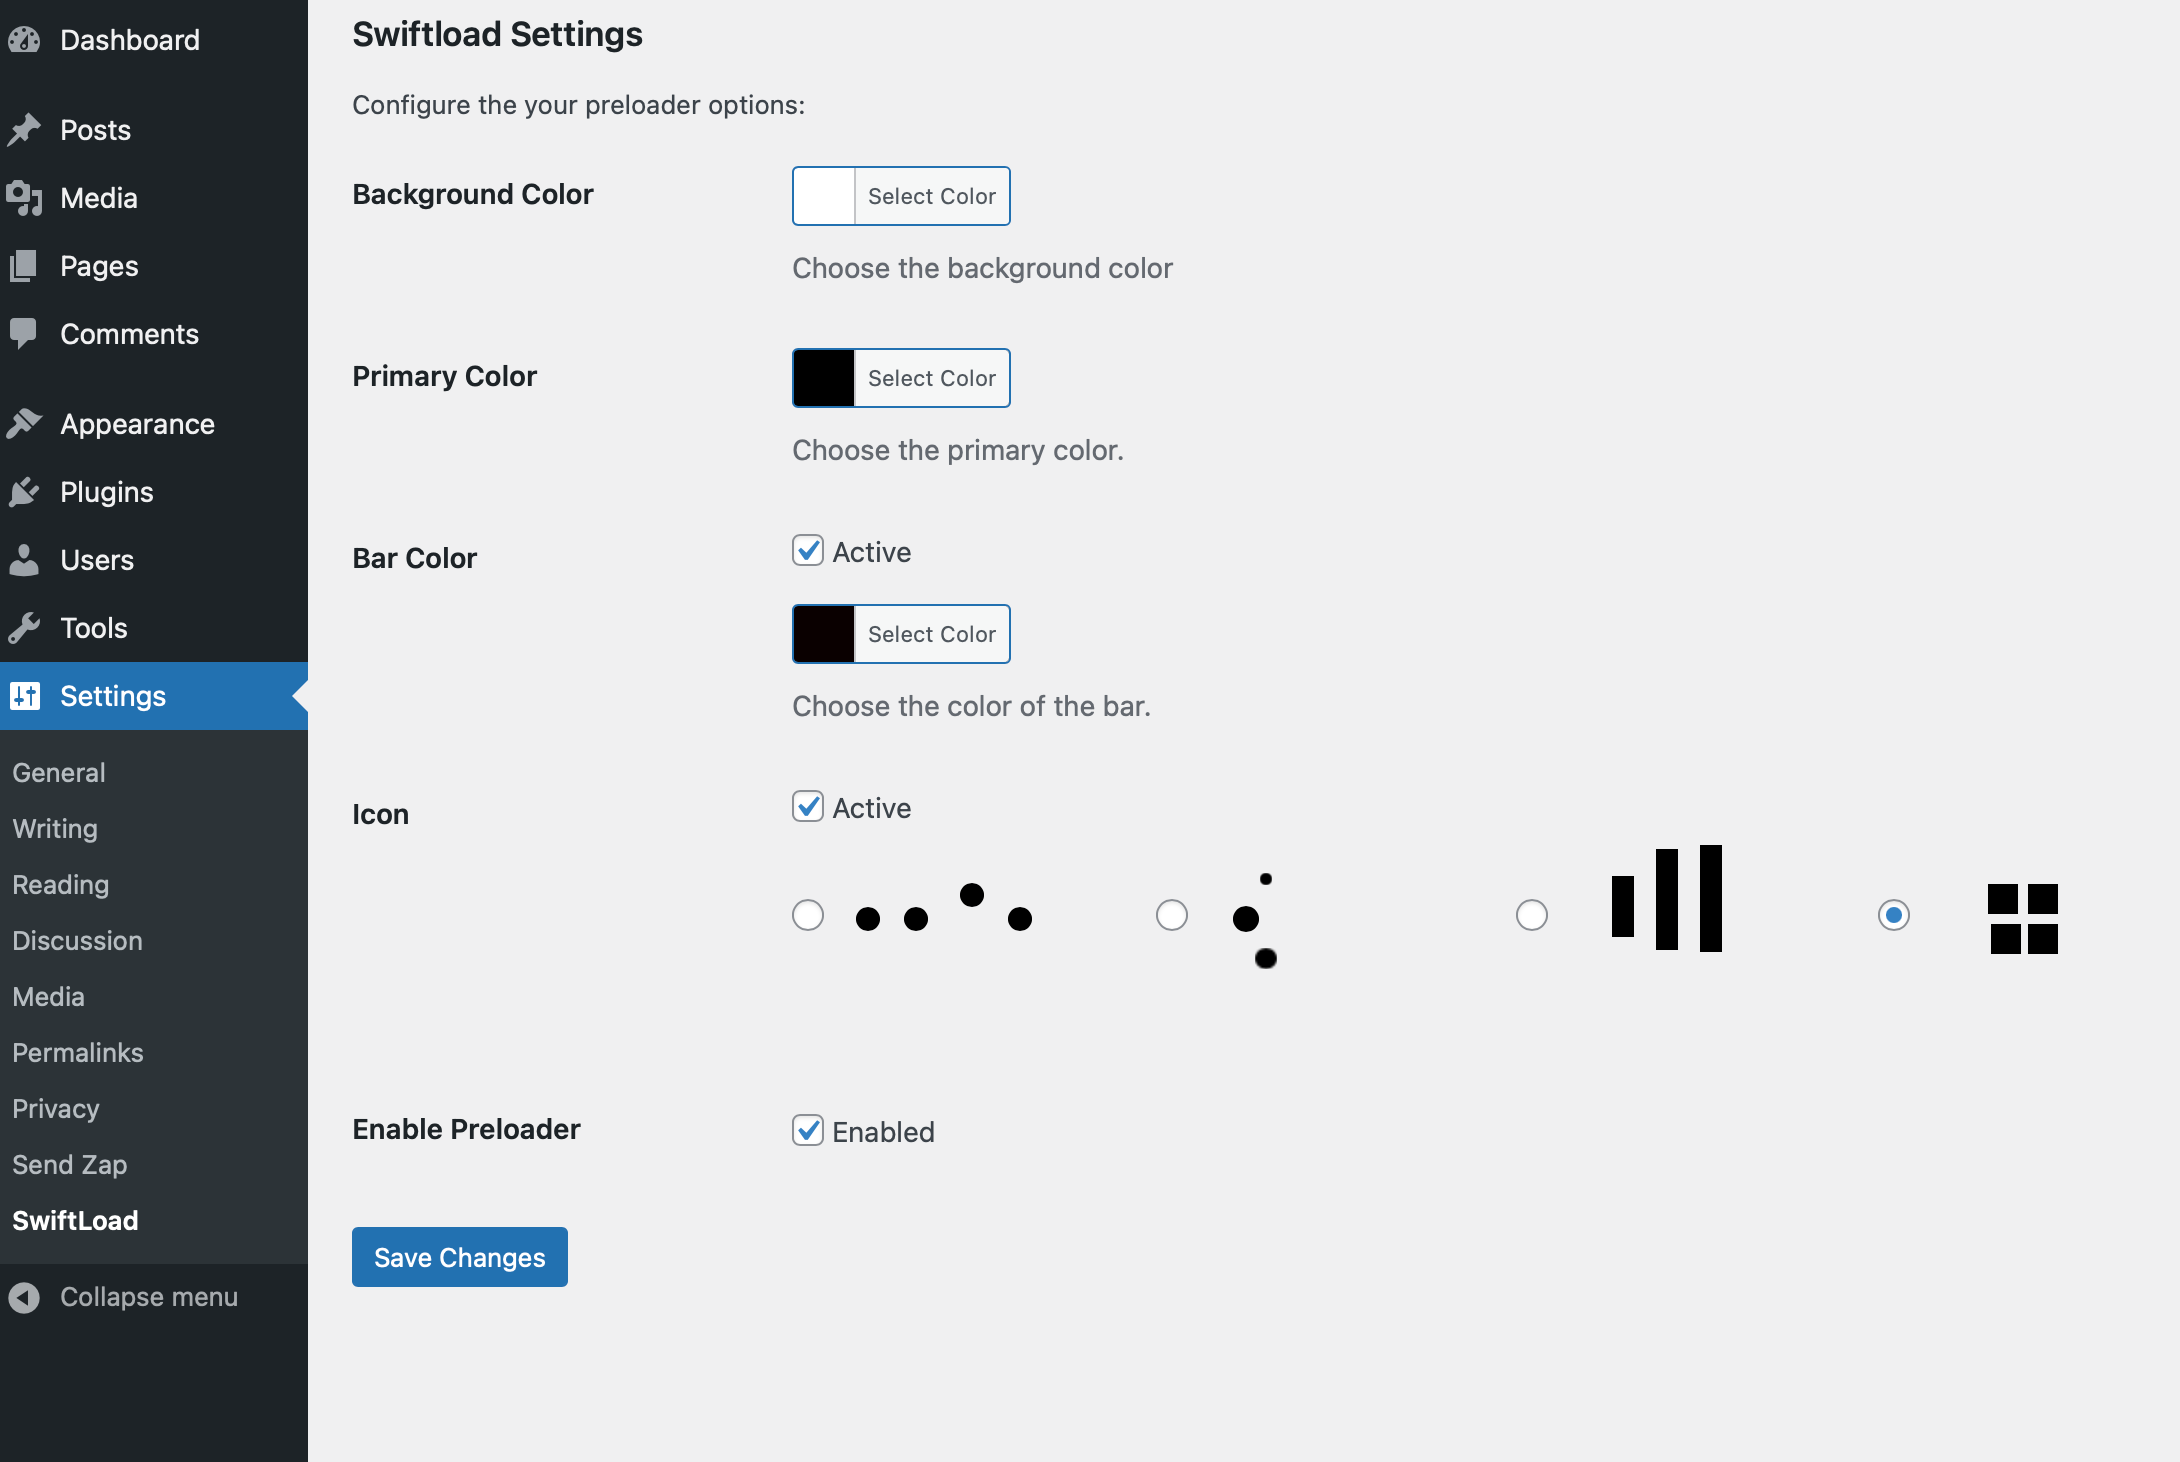 Dashboard
Posts
Media
Pages
Comments
Appearance
Plugins
Users
Tools
Settings
General
Writing
Reading
Discussion
Media
Permalinks
Privacy
Send Zap
SwiftLoad
Collapse menu
Swiftload Settings
Configure the your preloader options:
Background Color
Select Color
Choose the background color
Primary Color
Select Color
Choose the primary color.
Bar Color
Active
Select Color
Choose the color of the bar.
Icon
Active
Enable Preloader
Enabled
Save Changes